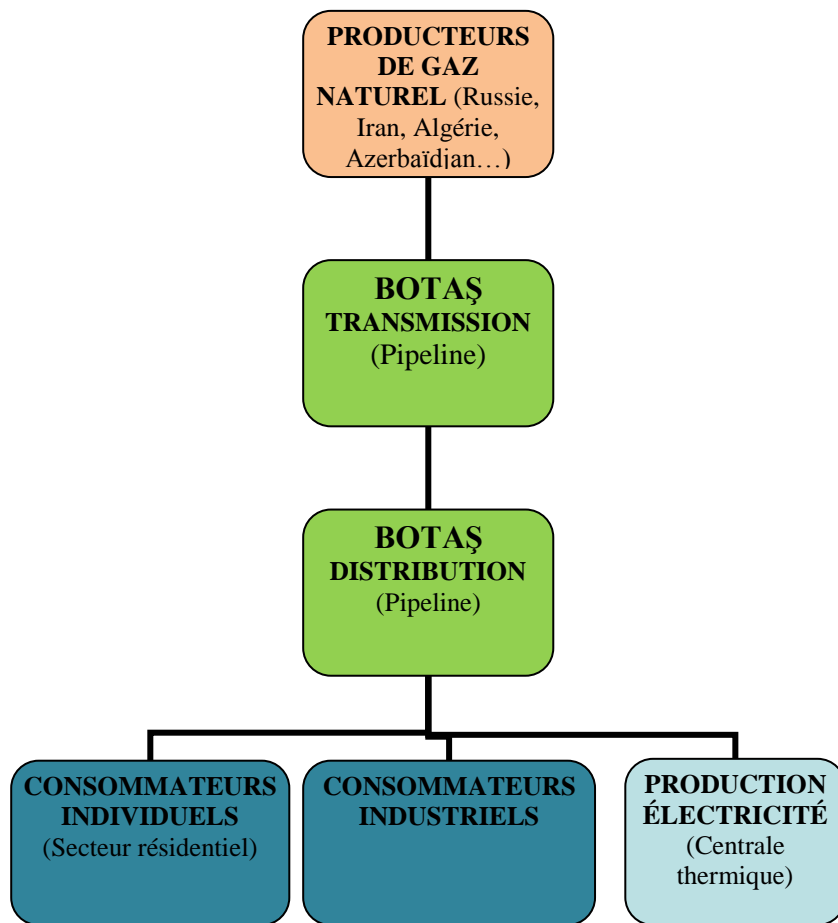 PRODUCTEURS
DE GAZ
NATUREL (Russie,
Iran, Algérie,
Azerbaïdjan…)
BOTAŞ
TRANSMISSION
(Pipeline)
BOTAŞ
DISTRIBUTION
(Pipeline)
CONSOMMATEURS
INDIVIDUELS
(Secteur résidentiel)
CONSOMMATEURS
INDUSTRIELS
PRODUCTION
ÉLECTRICITÉ
(Centrale
thermique)